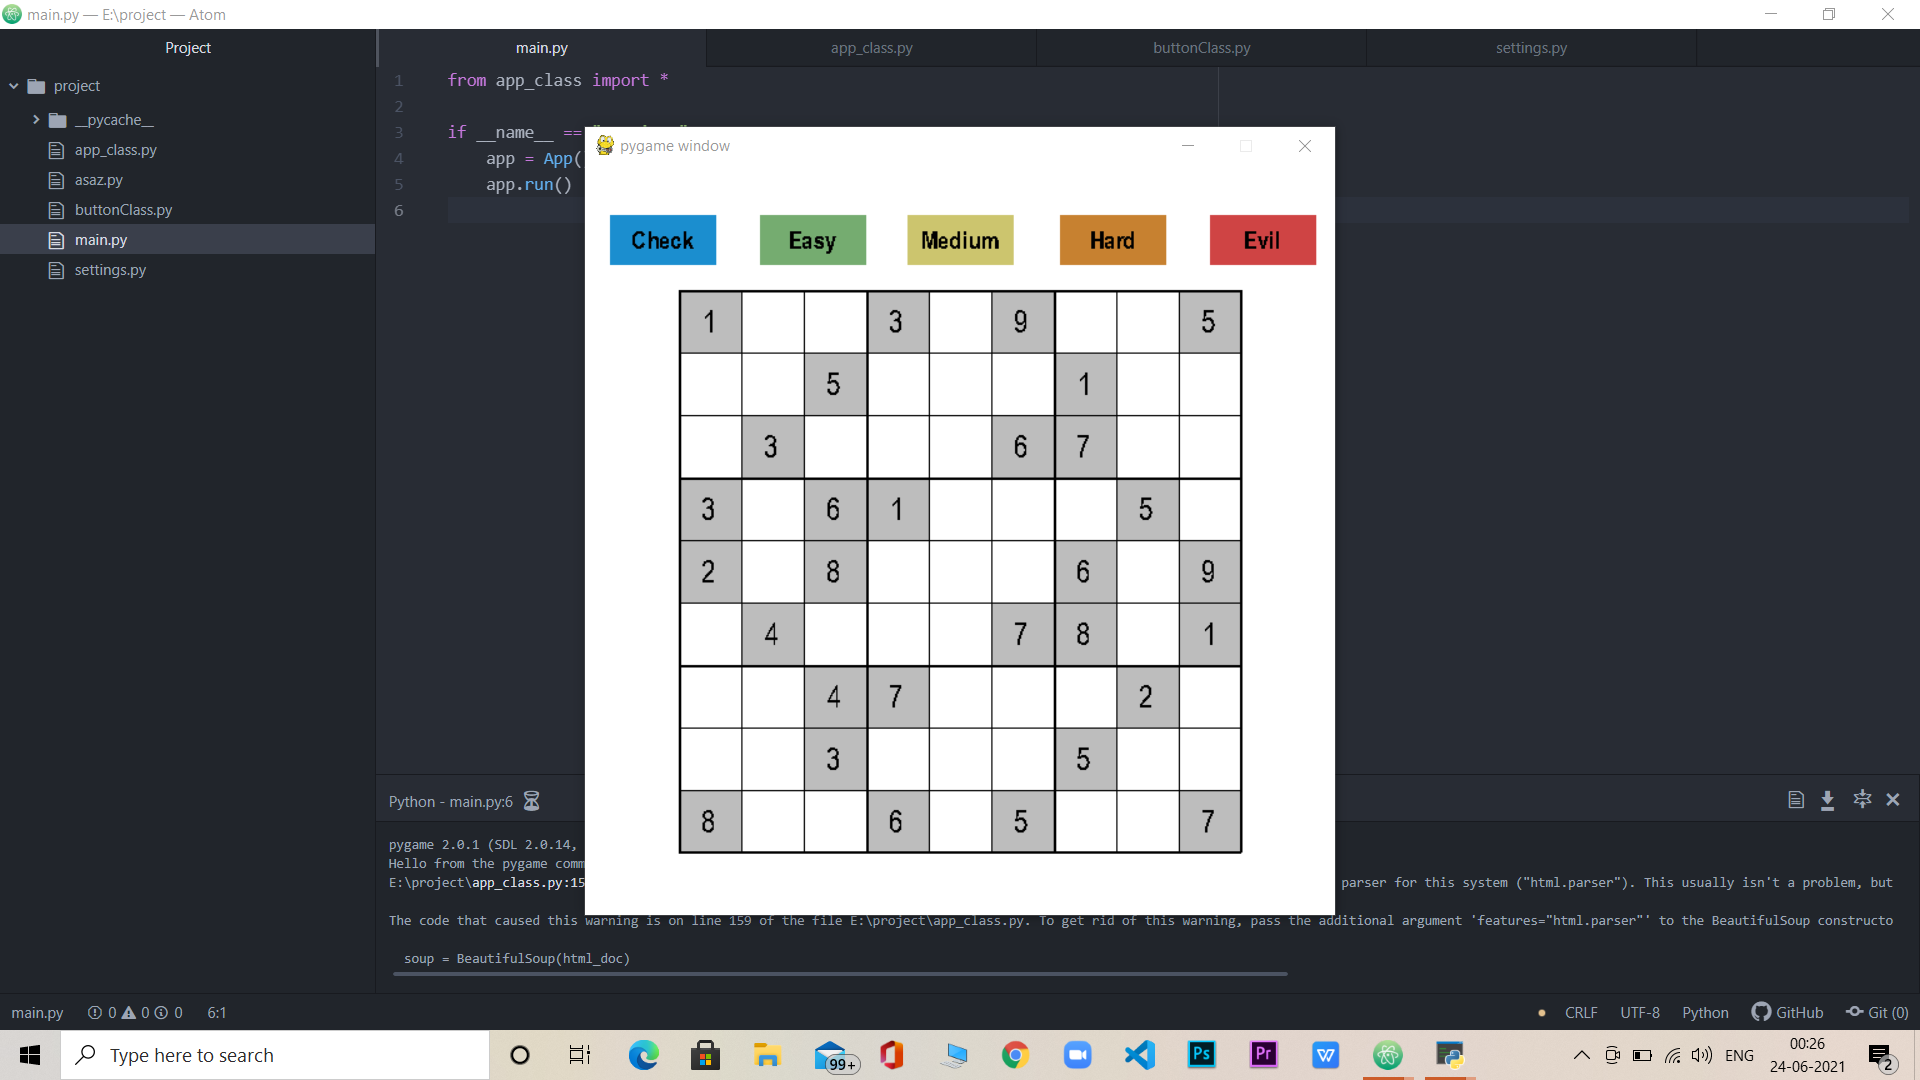 main.py — E:\project — Atom
Project
main.py
app_class.py
buttonClass.py
settings.py
project
__pycache__
app_class.py
asaz.py
buttonClass.py
main.py
settings.py
1 from app_class import *
2
3 if __name__ ==
4 app = App(
5 app.run()
6
pygame window
Check Easy Medium Hard Evil
1 3 9 5
5 1
3 6 7
3 6 1 5
2 8 6 9
4 7 8 1
4 7 2
3 5
8 6 5 7
Python - main.py:6
pygame 2.0.1 (SDL 2.0.14,
Hello from the pygame comm
E:\project\app_class.py:15 parser for this system ("html.parser"). This usually isn't a problem, but
The code that caused this warning is on line 159 of the file E:\project\app_class.py. To get rid of this warning, pass the additional argument 'features="html.parser"' to the BeautifulSoup constructo
soup = BeautifulSoup(html_doc)
main.py 0 0 0 6:1
CRLF UTF-8 Python GitHub Git (0)
Type here to search
99+
Ps
Pr
W
ENG
00:26
24-06-2021
2